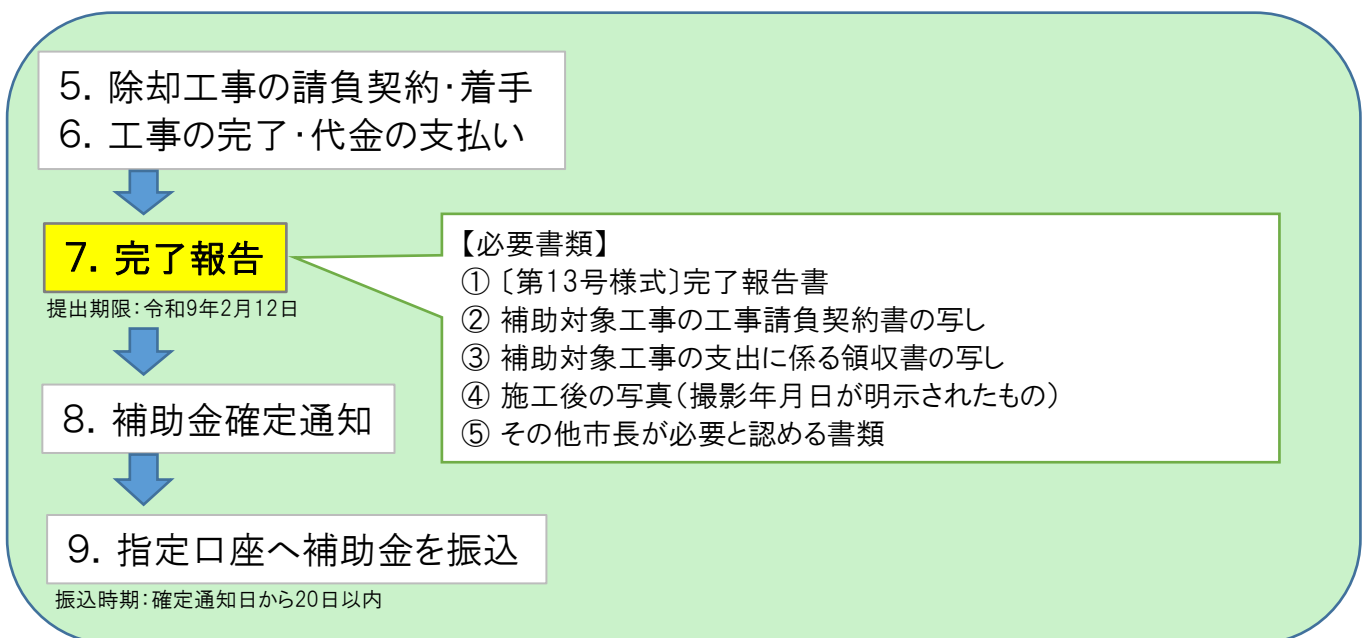 5. 除却工事の請負契約・着手
6. 工事の完了・代金の支払い
7. 完了報告
提出期限:令和9年2月12日
【必要書類】
① 〔第13号様式〕完了報告書
② 補助対象工事の工事請負契約書の写し
③ 補助対象工事の支出に係る領収書の写し
④ 施工後の写真(撮影年月日が明示されたもの)
⑤ その他市長が必要と認める書類
8. 補助金確定通知
9. 指定口座へ補助金を振込
振込時期:確定通知日から20日以内